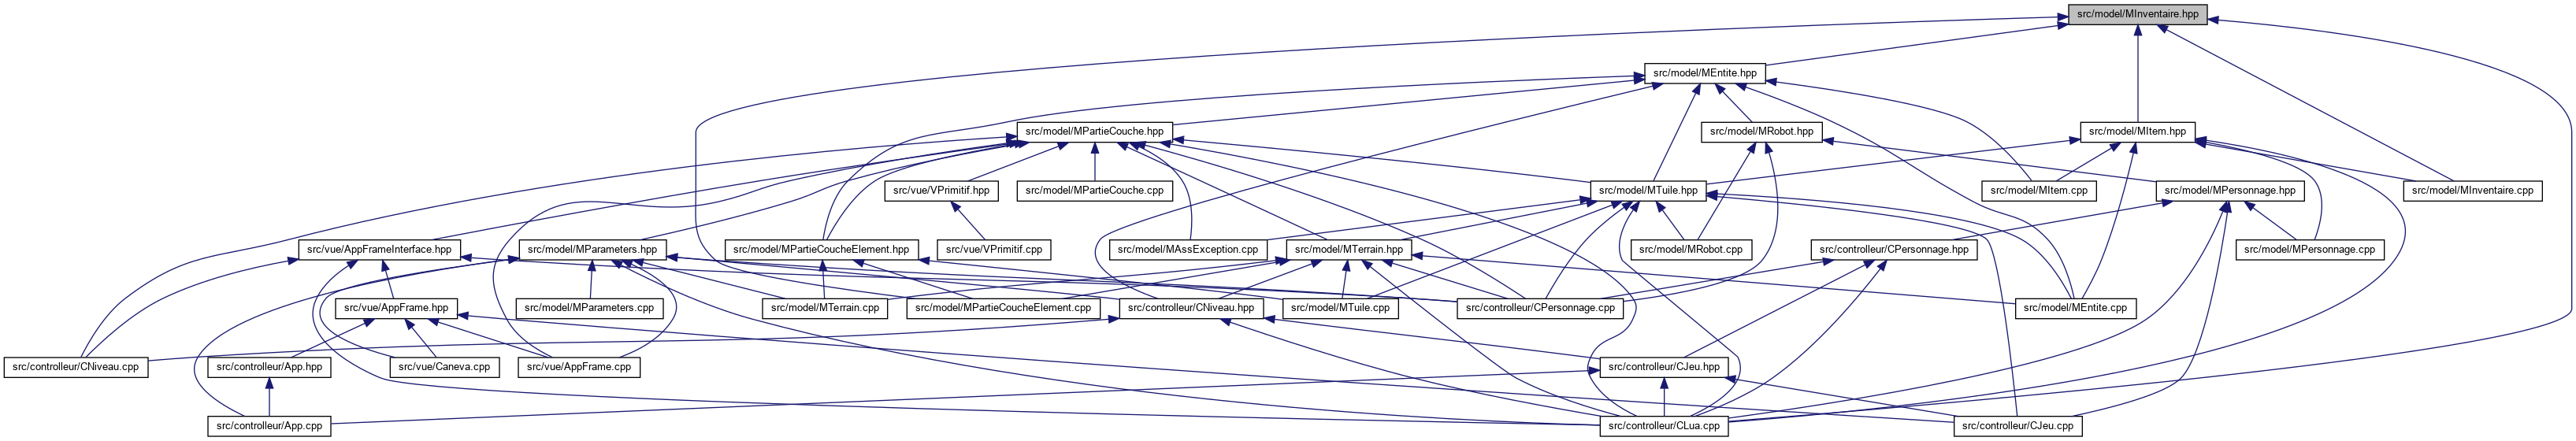 src/model/MInventaire.hpp
src/model/MEntite.hpp
src/model/MPartieCouche.hpp
src/model/MRobot.hpp
src/model/MItem.hpp
src/vue/VPrimitif.hpp
src/model/MPartieCouche.cpp
src/model/MTuile.hpp
src/model/MItem.cpp
src/model/MPersonnage.hpp
src/model/MInventaire.cpp
src/vue/AppFrameInterface.hpp
src/model/MParameters.hpp
src/model/MPartieCoucheElement.hpp
src/vue/VPrimitif.cpp
src/model/MAssException.cpp
src/model/MTerrain.hpp
src/model/MRobot.cpp
src/controlleur/CPersonnage.hpp
src/model/MPersonnage.cpp
src/vue/AppFrame.hpp
src/model/MParameters.cpp
src/model/MTerrain.cpp
src/model/MPartieCoucheElement.cpp
src/controlleur/CNiveau.hpp
src/model/MTuile.cpp
src/controlleur/CPersonnage.cpp
src/model/MEntite.cpp
src/controlleur/CNiveau.cpp
src/controlleur/App.hpp
src/vue/Caneva.cpp
src/vue/AppFrame.cpp
src/controlleur/CJeu.hpp
src/controlleur/App.cpp
src/controlleur/CLua.cpp
src/controlleur/CJeu.cpp